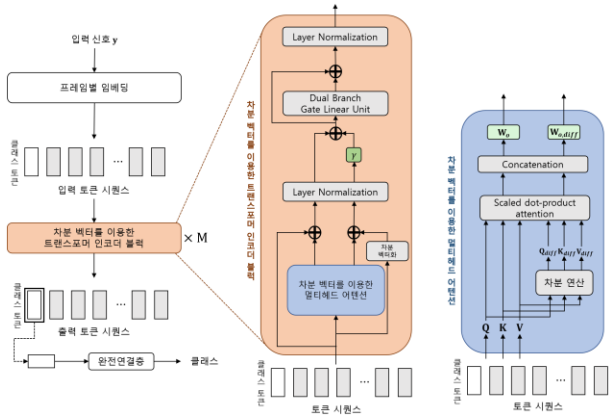 입력 신호 y
프레임별 임베딩
클래스 토큰
...
입력 토큰 시퀀스
차분 벡터를 이용한
트랜스포머 인코더 블럭
× M
클래스 토큰
...
출력 토큰 시퀀스
완전연결층
클래스
차분 벡터를 이용한 트랜스포머 인코더 블럭
Layer Normalization
Dual Branch
Gate Linear Unit
γ
Layer Normalization
차분
벡터화
차분 벡터를 이용한
멀티헤드 어텐션
클래스 토큰
...
토큰 시퀀스
차분 벡터를 이용한 멀티헤드 어텐션
W_o
W_o,diff
Concatenation
Scaled dot-product
attention
Q_diff K_diff V_diff
차분 연산
Q K V
클래스 토큰
...
토큰 시퀀스